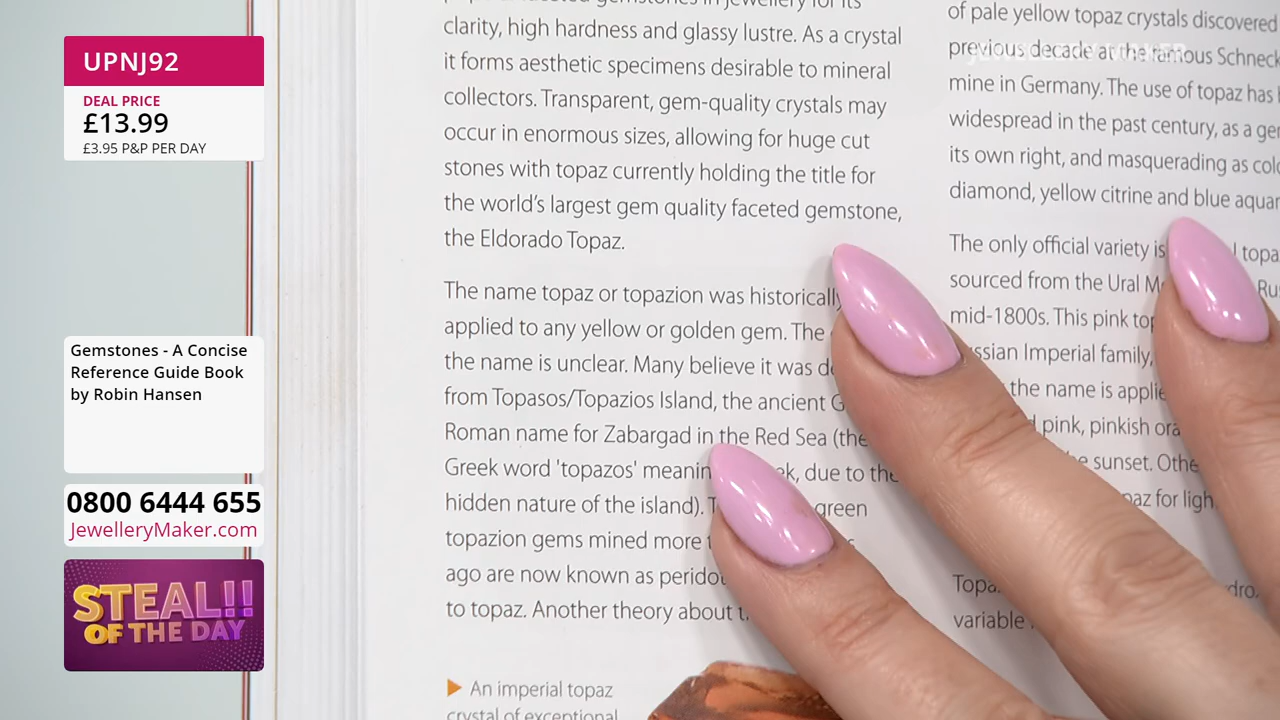 UPNJ92
DEAL PRICE
£13.99
£3.95 P&P PER DAY
Gemstones - A Concise
Reference Guide Book
by Robin Hansen
0800 6444 655
JewelleryMaker.com
STEAL!!
OF THE DAY
clarity, high hardness and glassy lustre. As a crystal
it forms aesthetic specimens desirable to mineral
collectors. Transparent, gem-quality crystals may
occur in enormous sizes, allowing for huge cut
stones with topaz currently holding the title for
the world's largest gem quality faceted gemstone,
the Eldorado Topaz.
The name topaz or topazion was historically
applied to any yellow or golden gem. The
the name is unclear. Many believe it was
from Topasos/Topazios Island, the ancient
Roman name for Zabargad in the Red Sea (the
Greek word 'topazos' due to the
hidden nature of the island). green
topazion gems mined more
ago are now known as
to topaz. Another theory about
An imperial topaz
crystal of exceptional
of pale yellow topaz crystals discovered
previous decade at the famous
mine in Germany. The use of topaz has
widespread in the past century, as a
its own right, and masquerading as
diamond, yellow citrine and blue
The only official variety is
sourced from the Ural
mid-1800s. This pink
Imperial family,
the name is
pink, pinkish
sunset.
for
variable